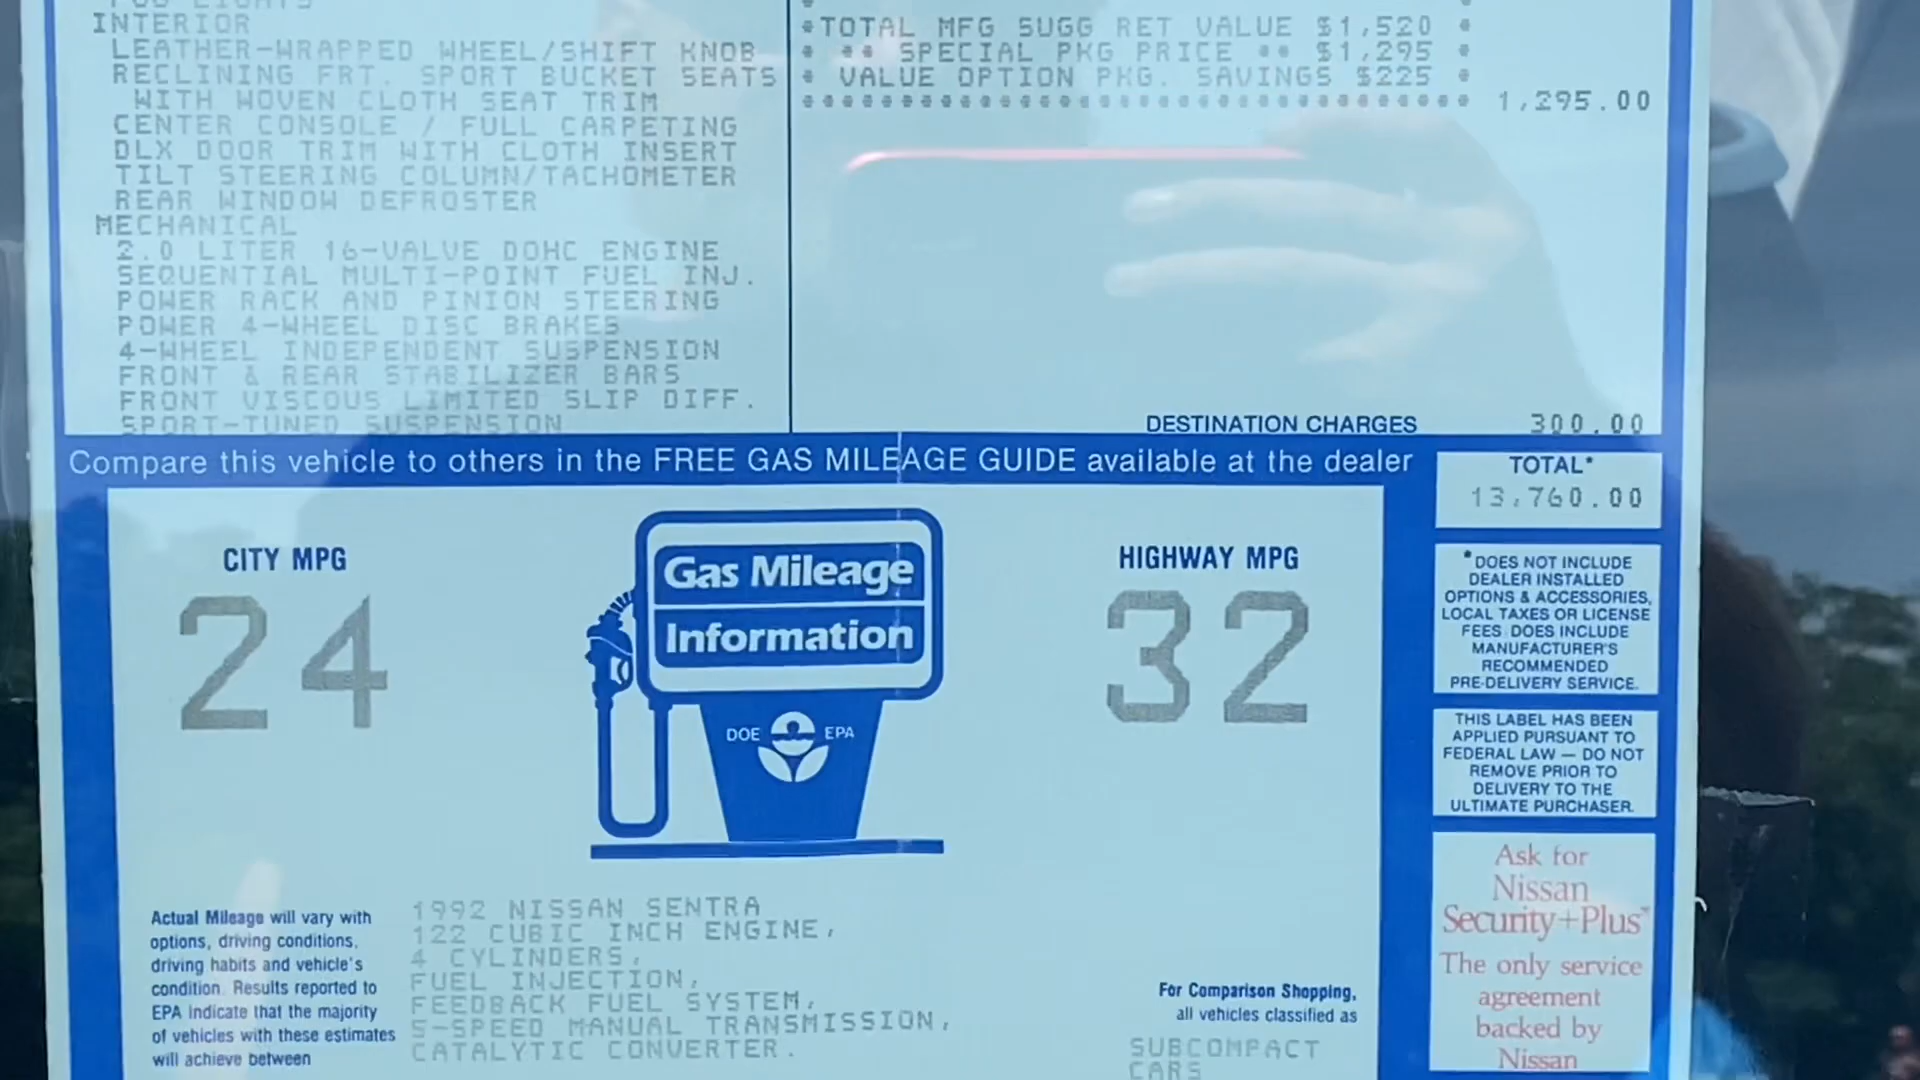 FOG LIGHTS
INTERIOR
LEATHER-WRAPPED WHEEL/SHIFT KNOB
RECLINING FRT. SPORT BUCKET SEATS
WITH WOVEN CLOTH SEAT TRIM
CENTER CONSOLE / FULL CARPETING
DLX DOOR TRIM WITH CLOTH INSERT
TILT STEERING COLUMN/TACHOMETER
REAR WINDOW DEFROSTER
MECHANICAL
2.0 LITER 16-VALVE DOHC ENGINE
SEQUENTIAL MULTI-POINT FUEL INJ.
POWER RACK AND PINION STEERING
POWER 4-WHEEL DISC BRAKES
4-WHEEL INDEPENDENT SUSPENSION
FRONT & REAR STABILIZER BARS
FRONT VISCOUS LIMITED SLIP DIFF.
SPORT-TUNED SUSPENSION
*TOTAL MFG SUGG RET VALUE $1,520 *
* ** SPECIAL PKG PRICE ** $1,295 *
* VALUE OPTION PKG. SAVINGS $225 *
************************************* 1,295.00
DESTINATION CHARGES 300.00
Compare this vehicle to others in the FREE GAS MILEAGE GUIDE available at the dealer
TOTAL*
13,760.00
CITY MPG
24
Gas Mileage
Information
DOE EPA
HIGHWAY MPG
32
*DOES NOT INCLUDE
DEALER INSTALLED
OPTIONS & ACCESSORIES,
LOCAL TAXES OR LICENSE
FEES. DOES INCLUDE
MANUFACTURER'S
RECOMMENDED
PRE-DELIVERY SERVICE.
THIS LABEL HAS BEEN
APPLIED PURSUANT TO
FEDERAL LAW — DO NOT
REMOVE PRIOR TO
DELIVERY TO THE
ULTIMATE PURCHASER.
Ask for
Nissan
Security+Plus
The only service
agreement
backed by
Nissan
Actual Mileage will vary with
options, driving conditions,
driving habits and vehicle's
condition. Results reported to
EPA indicate that the majority
of vehicles with these estimates
will achieve between
1992 NISSAN SENTRA
122 CUBIC INCH ENGINE,
4 CYLINDERS,
FUEL INJECTION,
FEEDBACK FUEL SYSTEM,
5-SPEED MANUAL TRANSMISSION,
CATALYTIC CONVERTER.
For Comparison Shopping,
all vehicles classified as
SUBCOMPACT
CARS